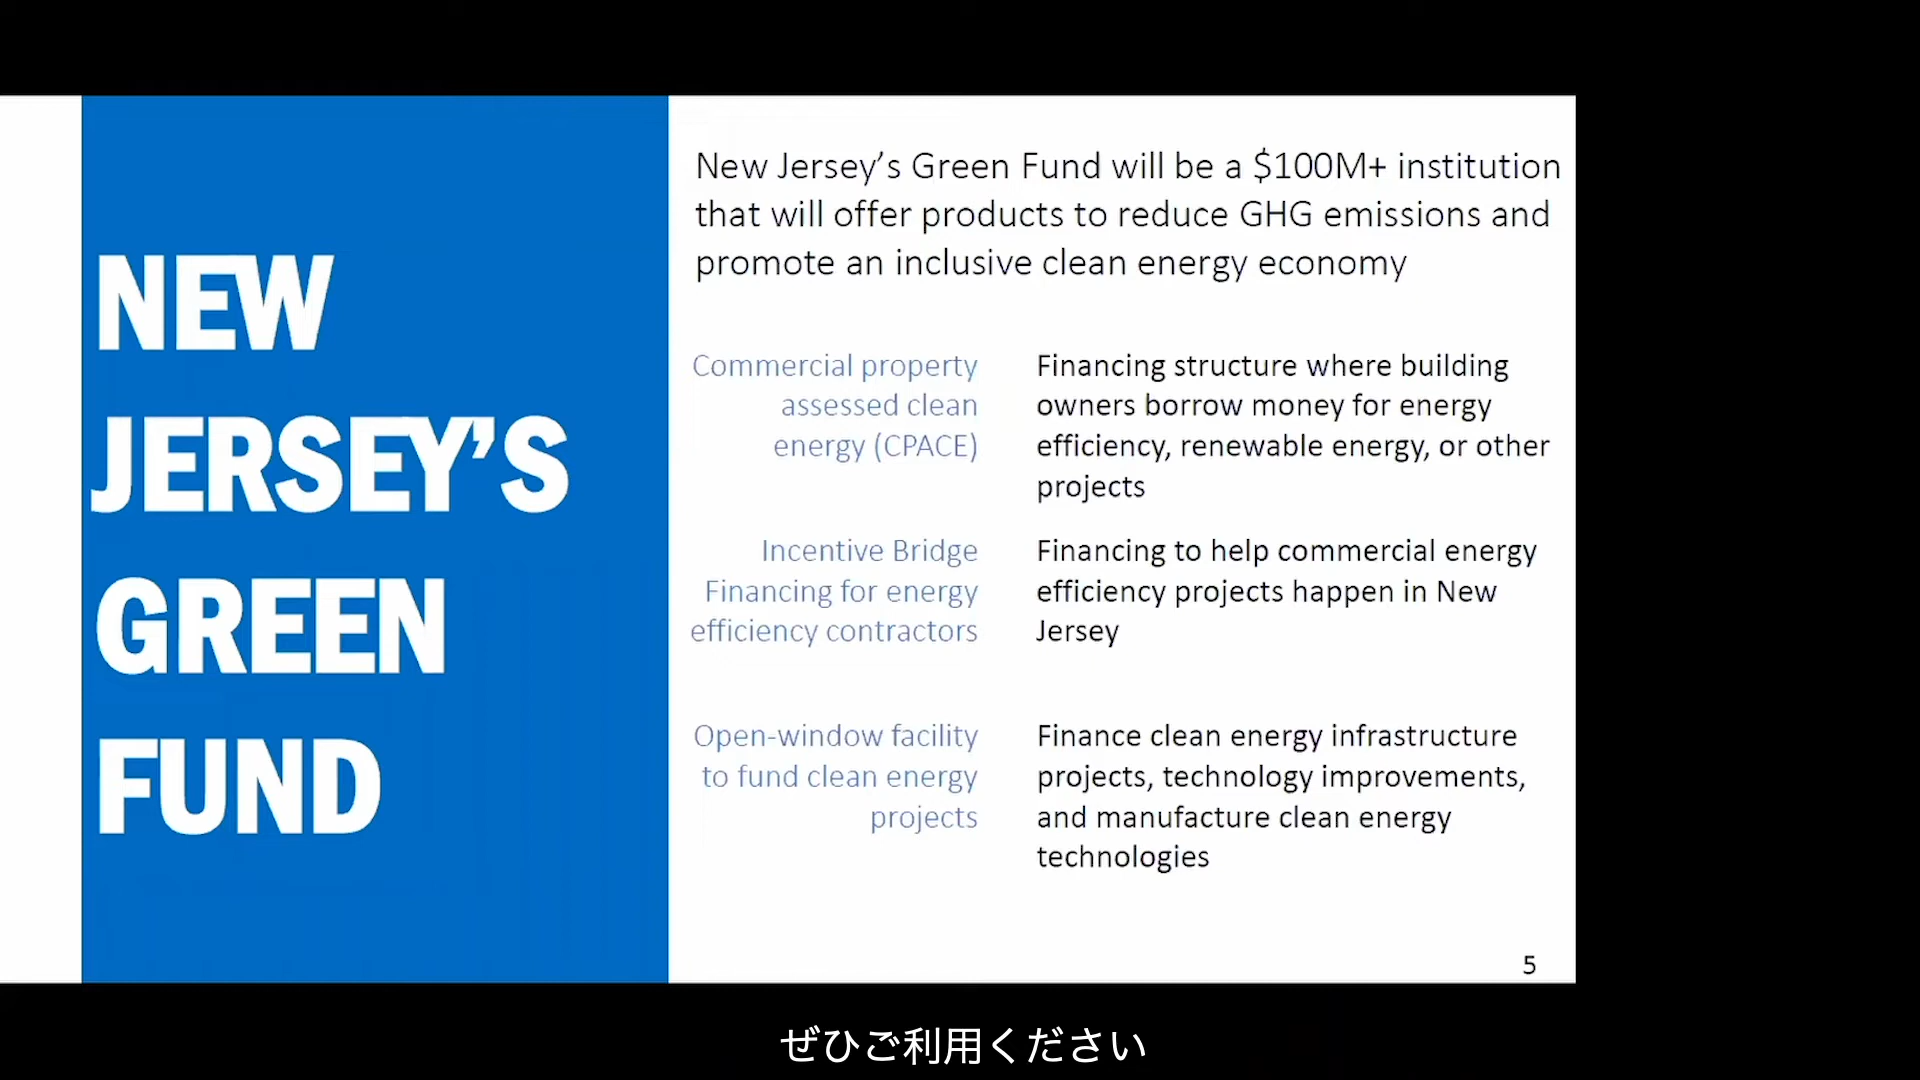 NEW
JERSEY’S
GREEN
FUND
New Jersey’s Green Fund will be a $100M+ institution
that will offer products to reduce GHG emissions and
promote an inclusive clean energy economy
Commercial property
assessed clean
energy (CPACE)
Financing structure where building
owners borrow money for energy
efficiency, renewable energy, or other
projects
Incentive Bridge
Financing for energy
efficiency contractors
Financing to help commercial energy
efficiency projects happen in New
Jersey
Open-window facility
to fund clean energy
projects
Finance clean energy infrastructure
projects, technology improvements,
and manufacture clean energy
technologies
5
ぜひご利用ください